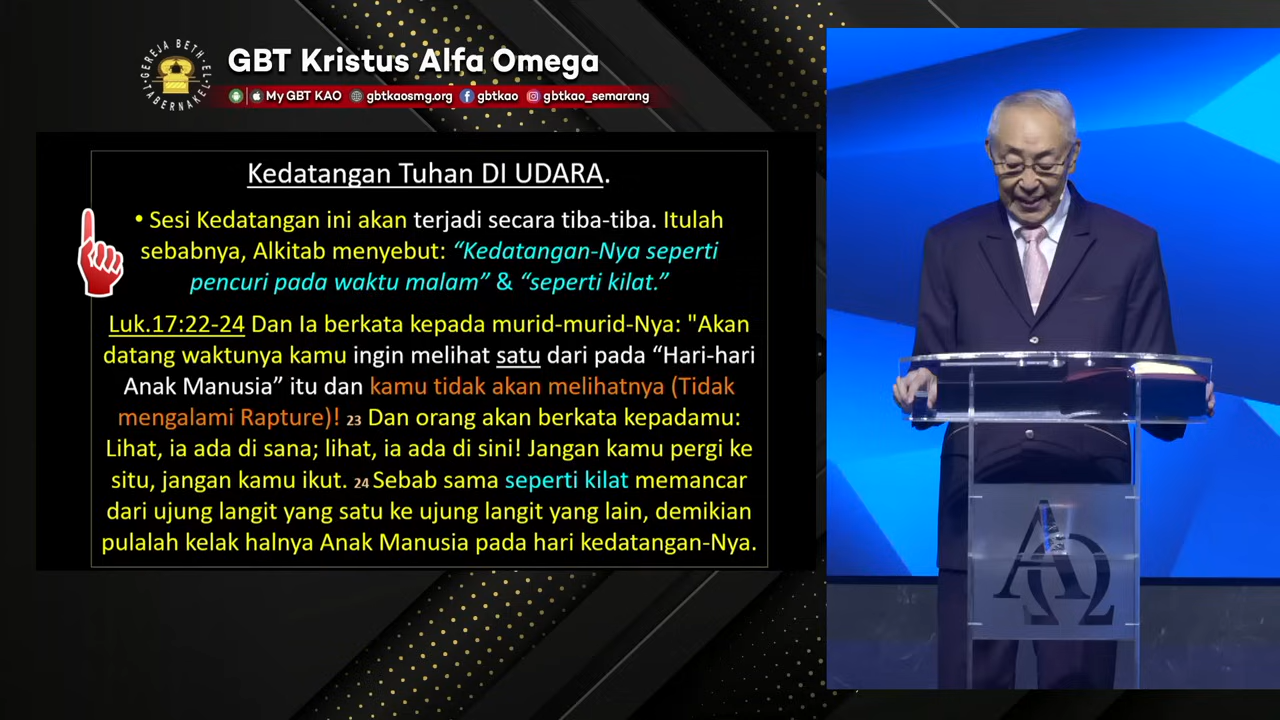 GEREJA BETH-EL
TABERNAKEL
GBT Kristus Alfa Omega
My GBT KAO gbtkaosmg.org gbtkao gbtkao_semarang
Kedatangan Tuhan DI UDARA.
• Sesi Kedatangan ini akan terjadi secara tiba-tiba. Itulah
sebabnya, Alkitab menyebut: “Kedatangan-Nya seperti
pencuri pada waktu malam” & “seperti kilat.”
Luk.17:22-24 Dan Ia berkata kepada murid-murid-Nya: "Akan
datang waktunya kamu ingin melihat satu dari pada “Hari-hari
Anak Manusia” itu dan kamu tidak akan melihatnya (Tidak
mengalami Rapture)! 23 Dan orang akan berkata kepadamu:
Lihat, ia ada di sana; lihat, ia ada di sini! Jangan kamu pergi ke
situ, jangan kamu ikut. 24 Sebab sama seperti kilat memancar
dari ujung langit yang satu ke ujung langit yang lain, demikian
pulalah kelak halnya Anak Manusia pada hari kedatangan-Nya.
ΑΩ